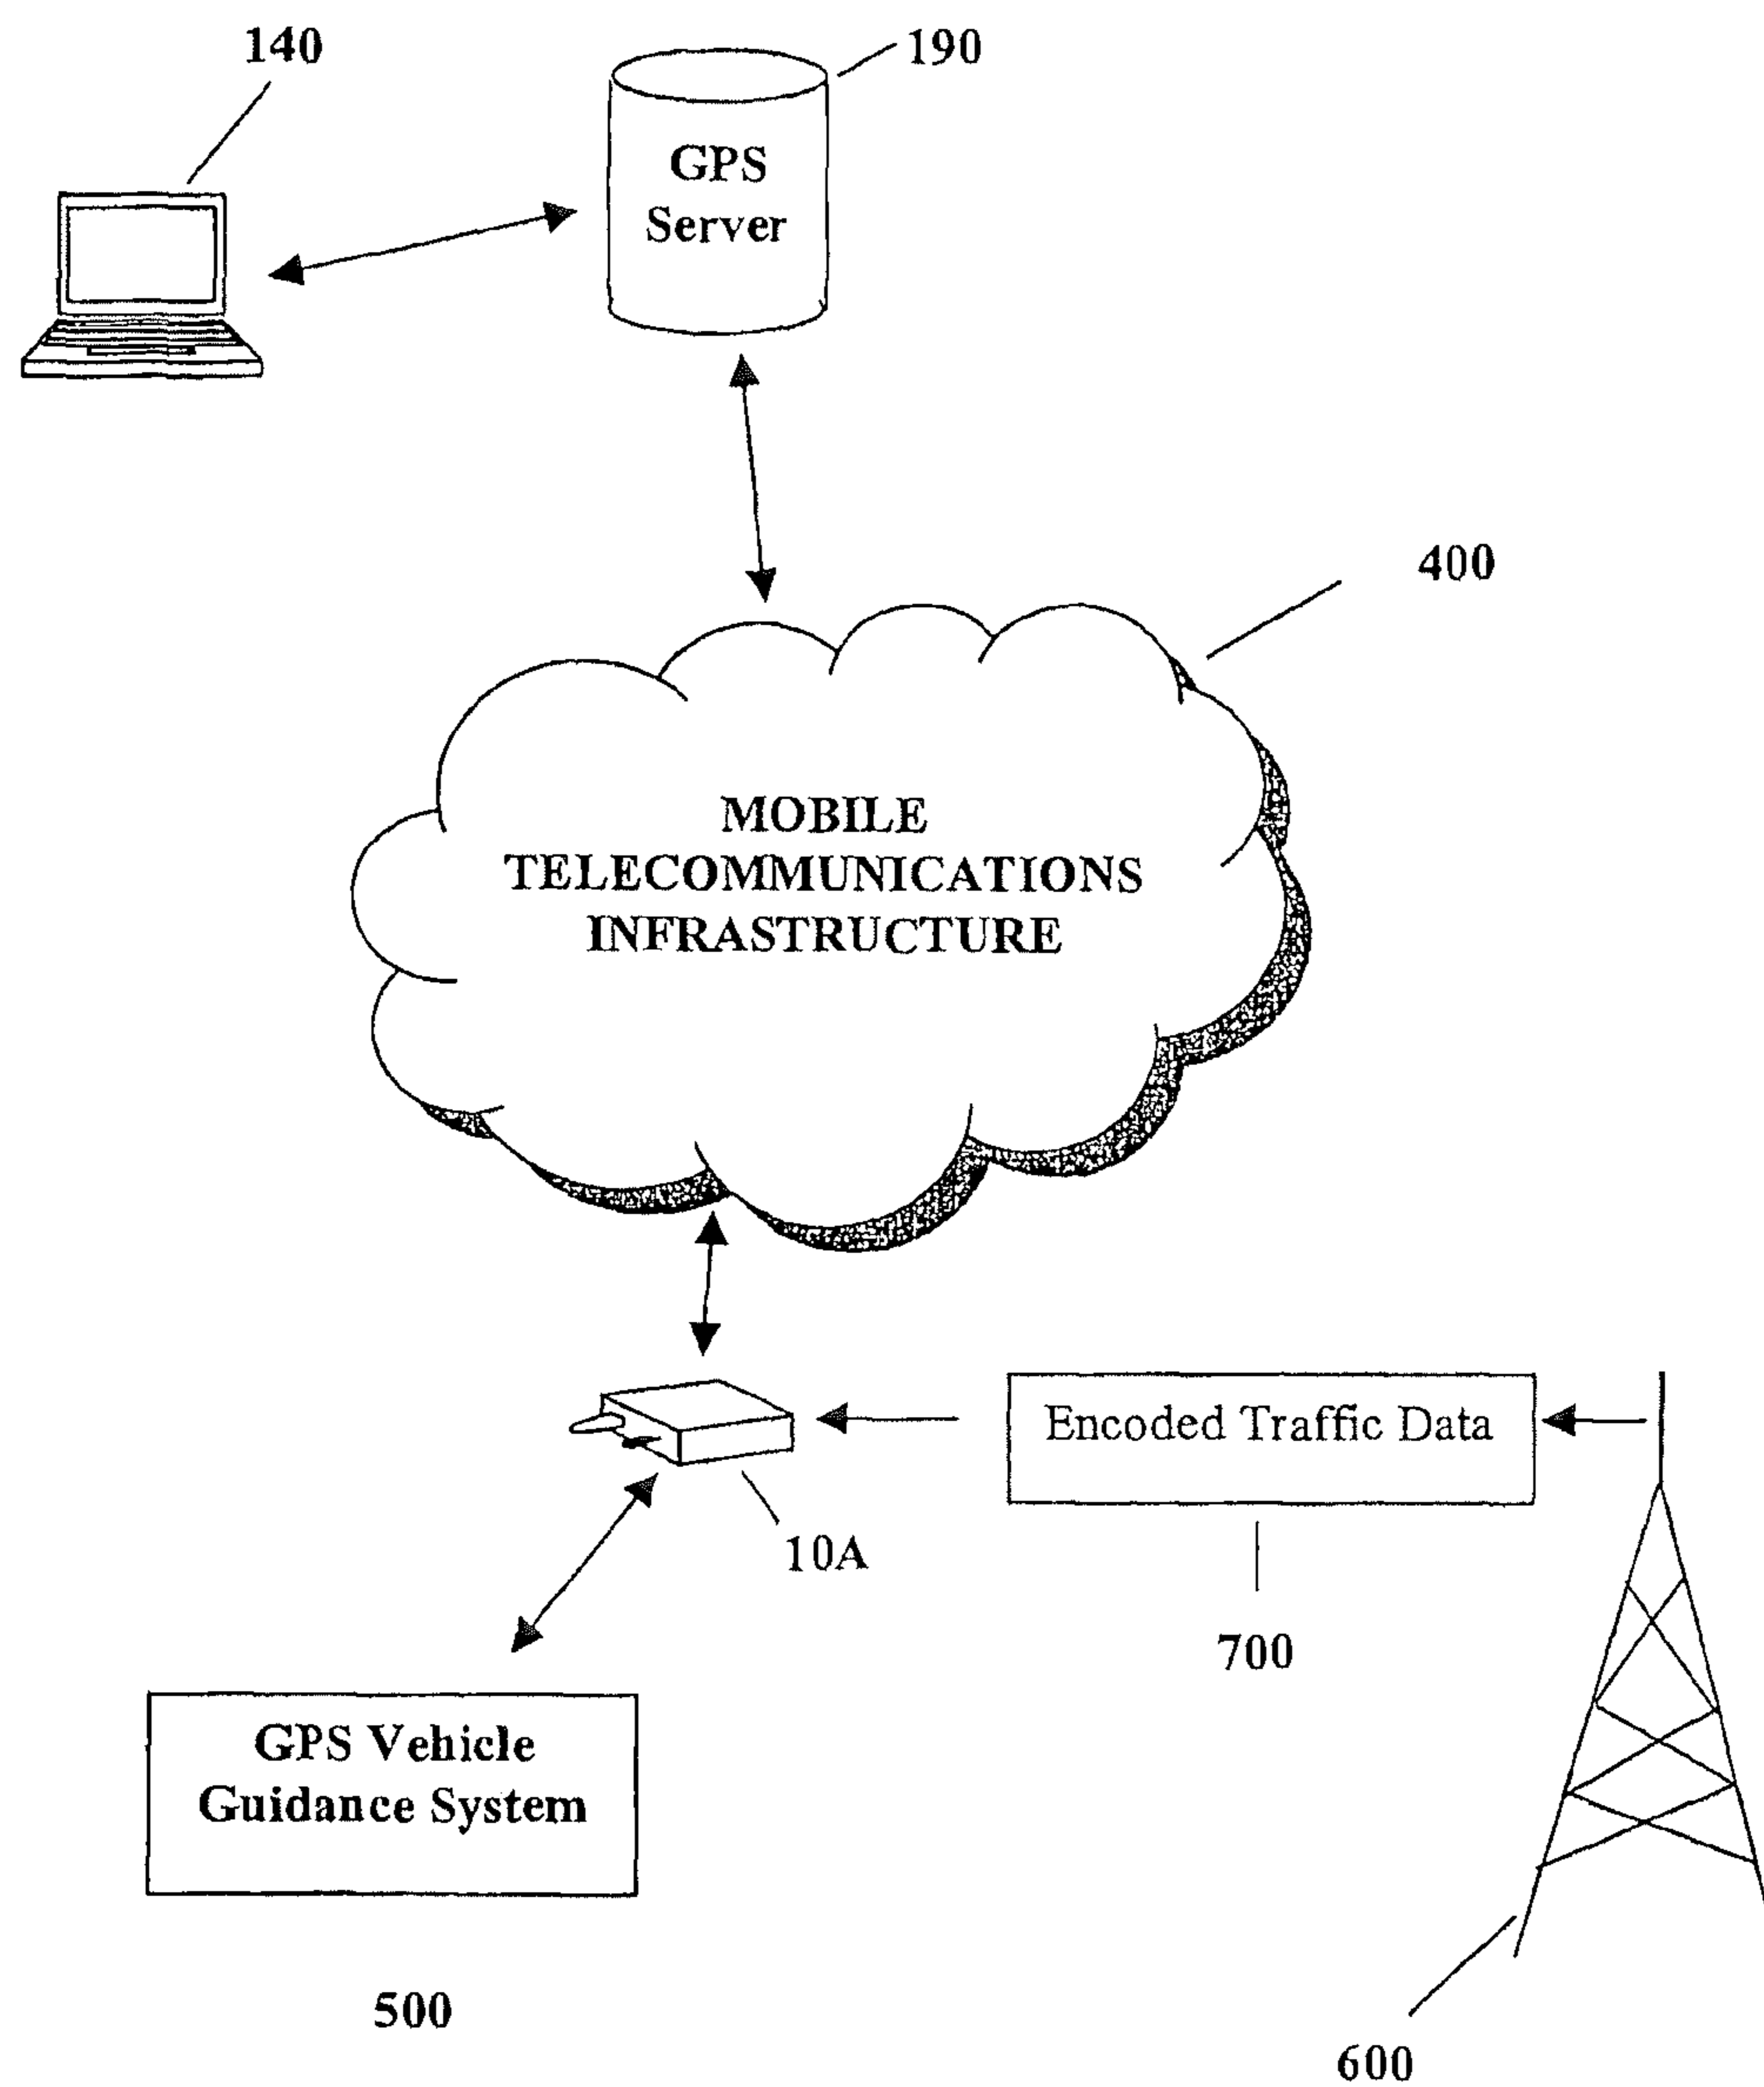 140
190
GPS
Server
400
MOBILE
TELECOMMUNICATIONS
INFRASTRUCTURE
Encoded Traffic Data
10A
700
GPS Vehicle
Guidance System
500
600